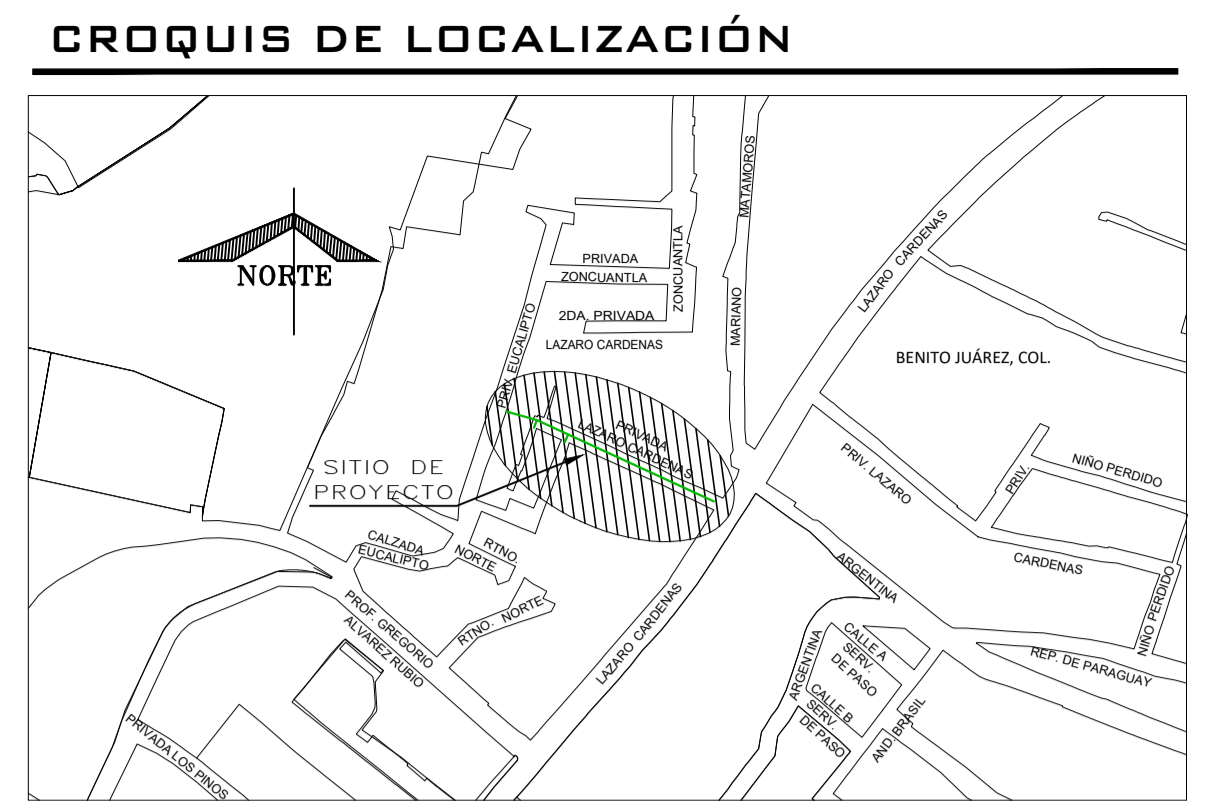 CROQUIS DE LOCALIZACIÓN
NORTE
PRIVADA
ZONCUANTLA
ZONCUANTLA
2DA. PRIVADA
LAZARO CARDENAS
PRIV. EUCALIPTO
MATAMOROS
MARIANO
LAZARO CARDENAS
BENITO JUÁREZ, COL.
PRIVADA
LAZARO CARDENAS
SITIO DE
PROYECTO
PRIV. LAZARO
CARDENAS
PRIV.
NIÑO PERDIDO
NIÑO PERDIDO
CALZADA
EUCALIPTO
RTNO.
NORTE
RTNO. NORTE
PROF. GREGORIO
ALVAREZ RUBIO
LAZARO CARDENAS
ARGENTINA
ARGENTINA
CALLE A
SERV.
DE PASO
CALLE B
SERV.
DE PASO
AND. BRASIL
REP. DE PARAGUAY
PRIVADA LOS PINOS